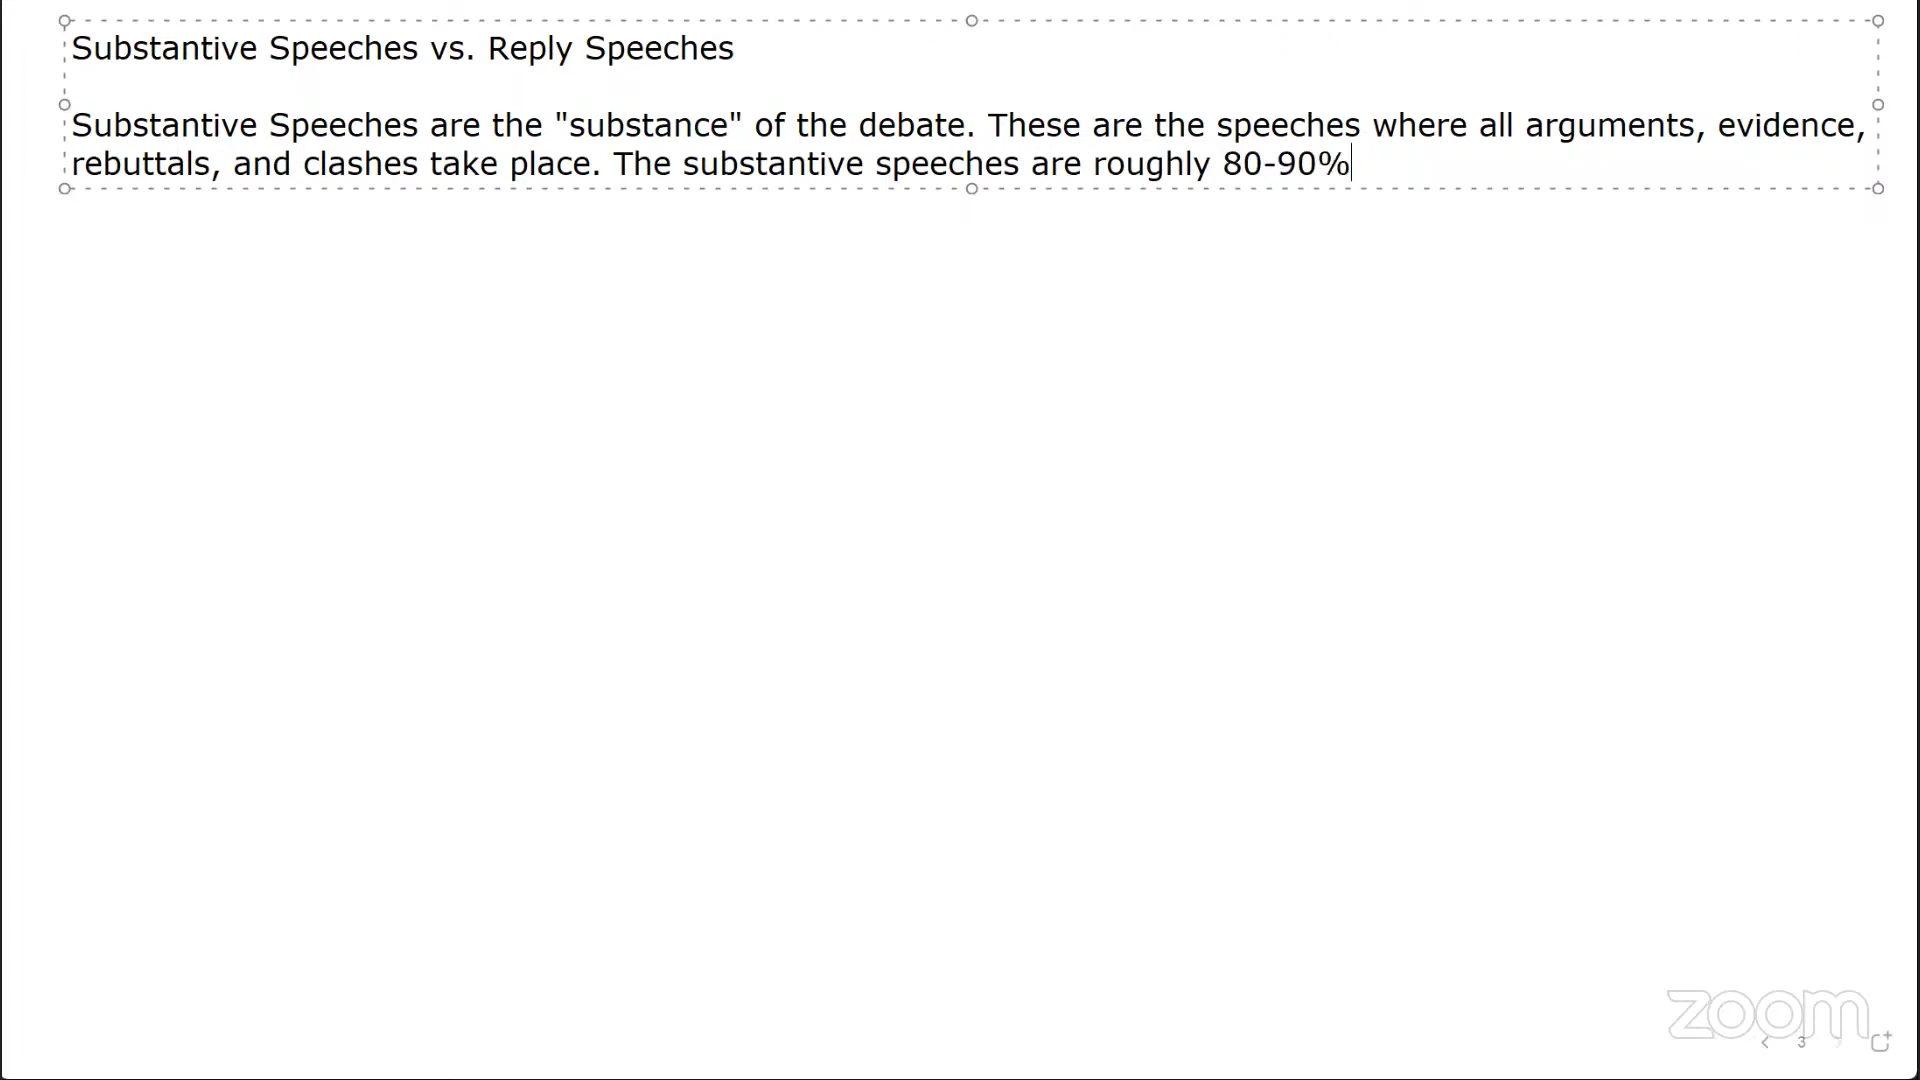 Substantive Speeches vs. Reply Speeches
Substantive Speeches are the "substance" of the debate. These are the speeches where all arguments, evidence,
rebuttals, and clashes take place. The substantive speeches are roughly 80-90%
zoom
3